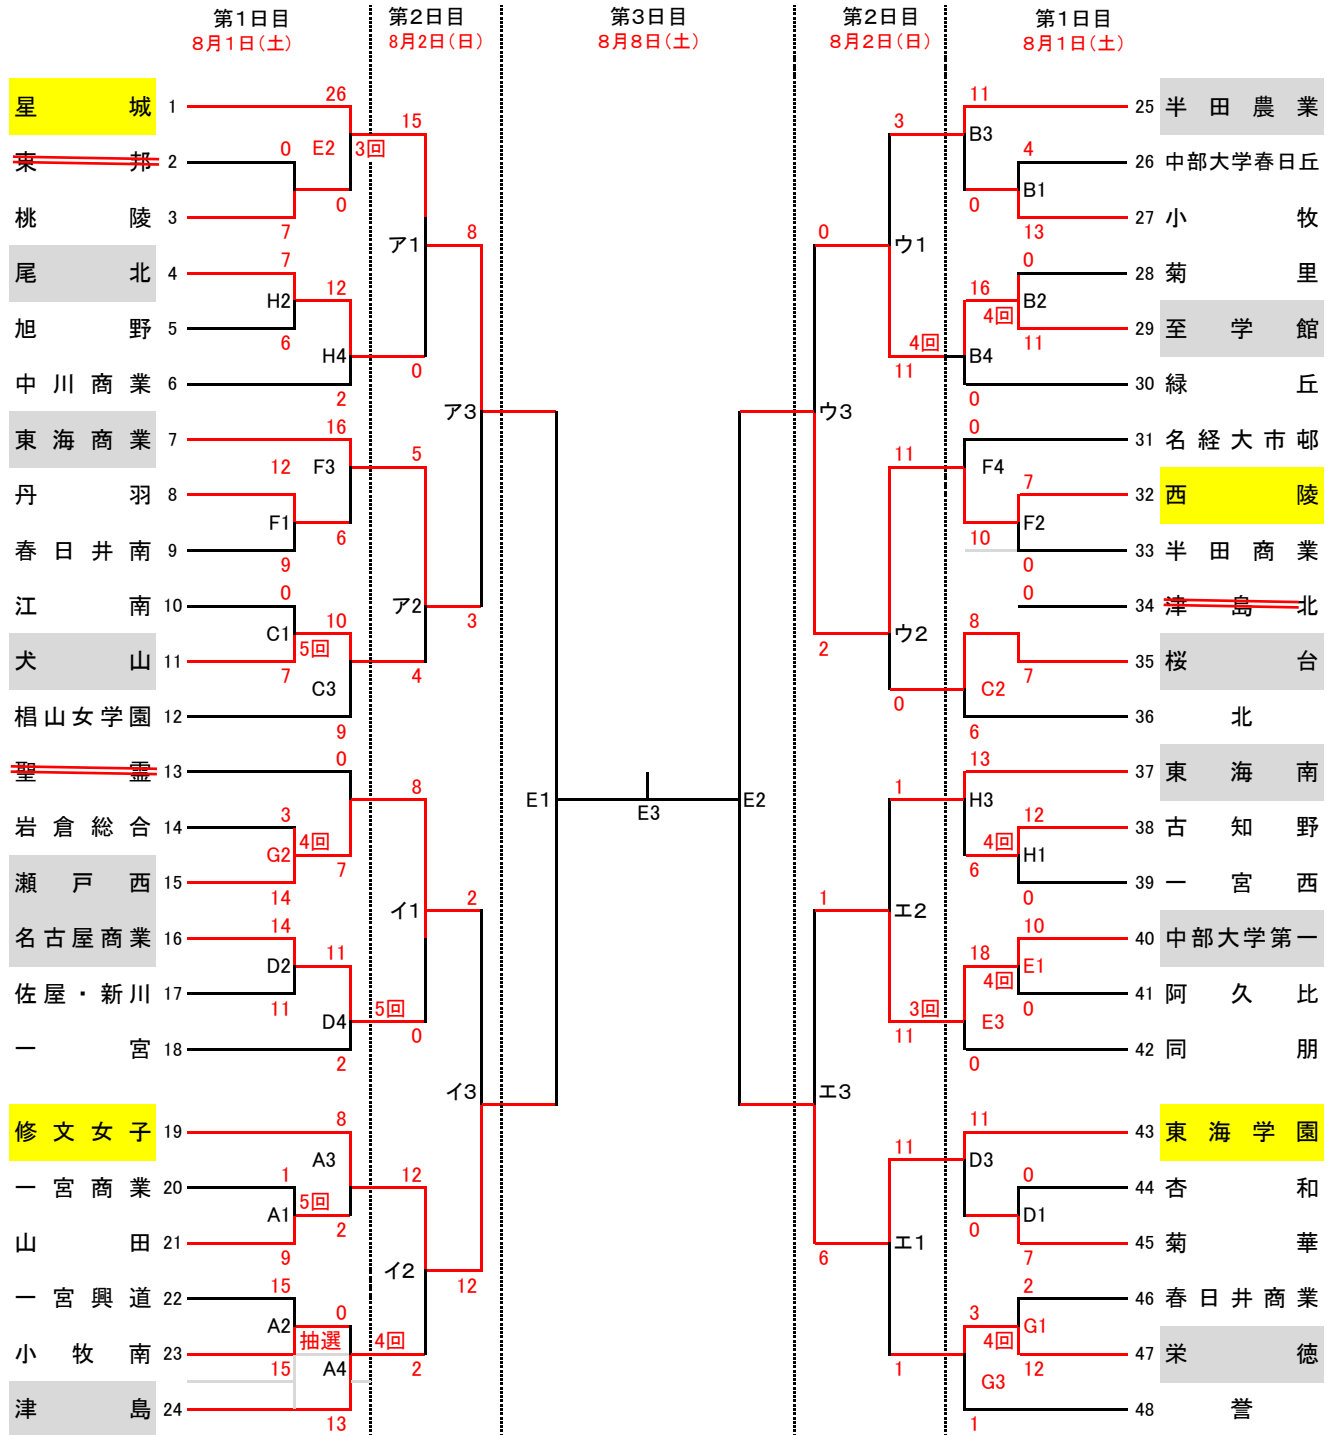 第1日目 第2日目 第3日目 第2日目 第1日目
8月1日(土) 8月2日(日) 8月8日(土) 8月2日(日) 8月1日(土)
星城 1 26 15 3 11 25 半田農業
東邦 2 0 E2 3回 B3 4 26 中部大学春日丘
B1
桃陵 3 7 0 ア1 8 0 ウ1 0 13 27 小牧
尾北 4 7 12 16 0 28 菊里
H2 4回 B2
旭野 5 6 H4 4回 B4 11 29 至学館
中川商業 6 2 0 11 0 30 緑丘
ア3 ウ3
東海商業 7 16 5 11 0 31 名経大市邨
12 F3 F4 7
丹羽 8 32 西陵
F1 F2
春日井南 9 9 6 10 0 33 半田商業
江南 10 0 ア2 3 34 津島北
C1 5回 10 ウ2 8
犬山 11 7 C3 4 2 C2 7 35 桜台
椙山女学園 12 9 0 6 36 北
聖霊 13 0 8 E1 E3 E2 1 13 37 東海南
H3
岩倉総合 14 3 4回 12 38 古知野
G2 4回 H1
瀬戸西 15 14 7 2 1 6 0 39 一宮西
イ1 エ2
名古屋商業 16 14 11 18 10 40 中部大学第一
D2 4回 E1
佐屋・新川 17 11 D4 5回 3回 E3 0 41 阿久比
一宮 18 2 0 11 0 42 同朋
イ3 エ3
修文女子 19 8 11 43 東海学園
A3 12 11 D3
一宮商業 20 1 5回 0 44 杏和
A1 D1
山田 21 9 2 イ2 12 6 エ1 0 7 45 菊華
一宮興道 22 15 0 3 2 46 春日井商業
A2 抽選 4回 4回 G1
小牧南 23 15 A4 2 1 G3 12 47 栄徳
津島 24 13 1 48 誉